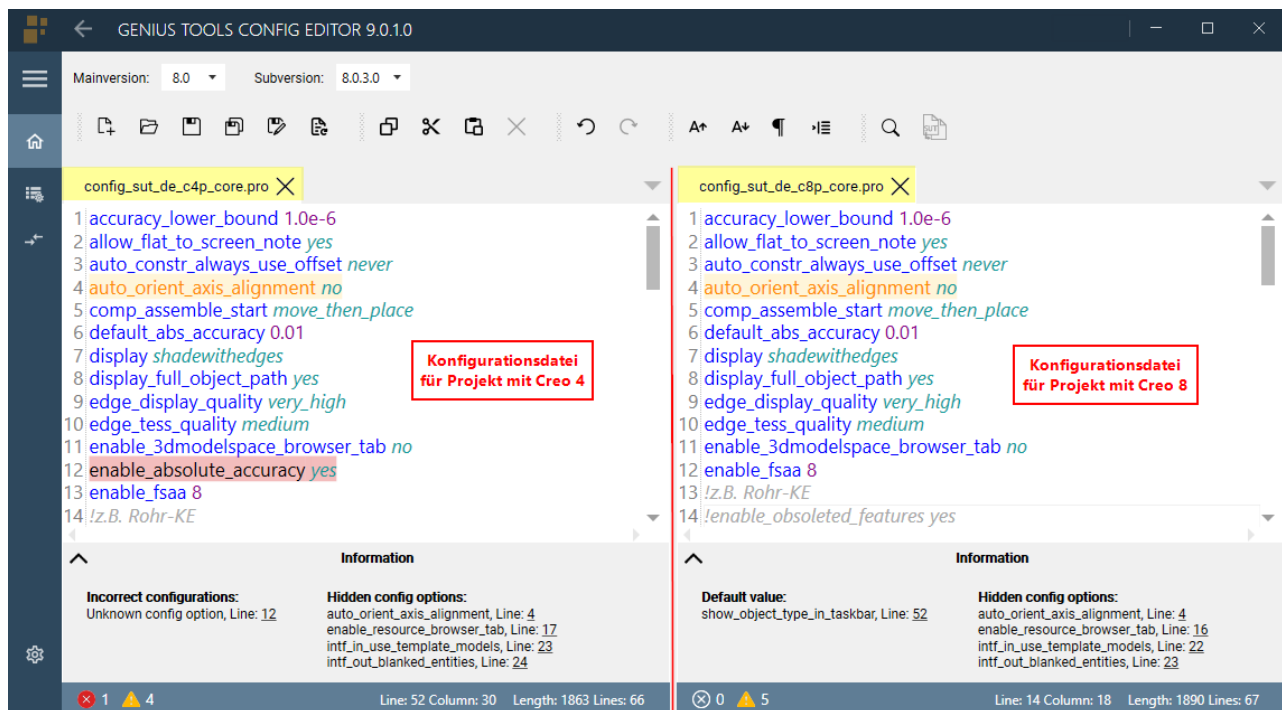 GENIUS TOOLS CONFIG EDITOR 9.0.1.0
Mainversion: 8.0 Subversion: 8.0.3.0
config_sut_de_c4p_core.pro
1 accuracy_lower_bound 1.0e-6
2 allow_flat_to_screen_note yes
3 auto_constr_always_use_offset never
4 auto_orient_axis_alignment no
5 comp_assemble_start move_then_place
6 default_abs_accuracy 0.01
7 display shadewithedges
8 display_full_object_path yes
9 edge_display_quality very_high
10 edge_tess_quality medium
11 enable_3dmodelspace_browser_tab no
12 enable_absolute_accuracy yes
13 enable_fsaa 8
14 !z.B. Rohr-KE
Konfigurationsdatei
für Projekt mit Creo 4
Information
Incorrect configurations:
Unknown config option, Line: 12
Hidden config options:
auto_orient_axis_alignment, Line: 4
enable_resource_browser_tab, Line: 17
intf_in_use_template_models, Line: 23
intf_out_blanked_entities, Line: 24
1 4 Line: 52 Column: 30 Length: 1863 Lines: 66
config_sut_de_c8p_core.pro
1 accuracy_lower_bound 1.0e-6
2 allow_flat_to_screen_note yes
3 auto_constr_always_use_offset never
4 auto_orient_axis_alignment no
5 comp_assemble_start move_then_place
6 default_abs_accuracy 0.01
7 display shadewithedges
8 display_full_object_path yes
9 edge_display_quality very_high
10 edge_tess_quality medium
11 enable_3dmodelspace_browser_tab no
12 enable_fsaa 8
13 !z.B. Rohr-KE
14 !enable_obsoleted_features yes
Konfigurationsdatei
für Projekt mit Creo 8
Information
Default value:
show_object_type_in_taskbar, Line: 52
Hidden config options:
auto_orient_axis_alignment, Line: 4
enable_resource_browser_tab, Line: 16
intf_in_use_template_models, Line: 22
intf_out_blanked_entities, Line: 23
0 5 Line: 14 Column: 18 Length: 1890 Lines: 67